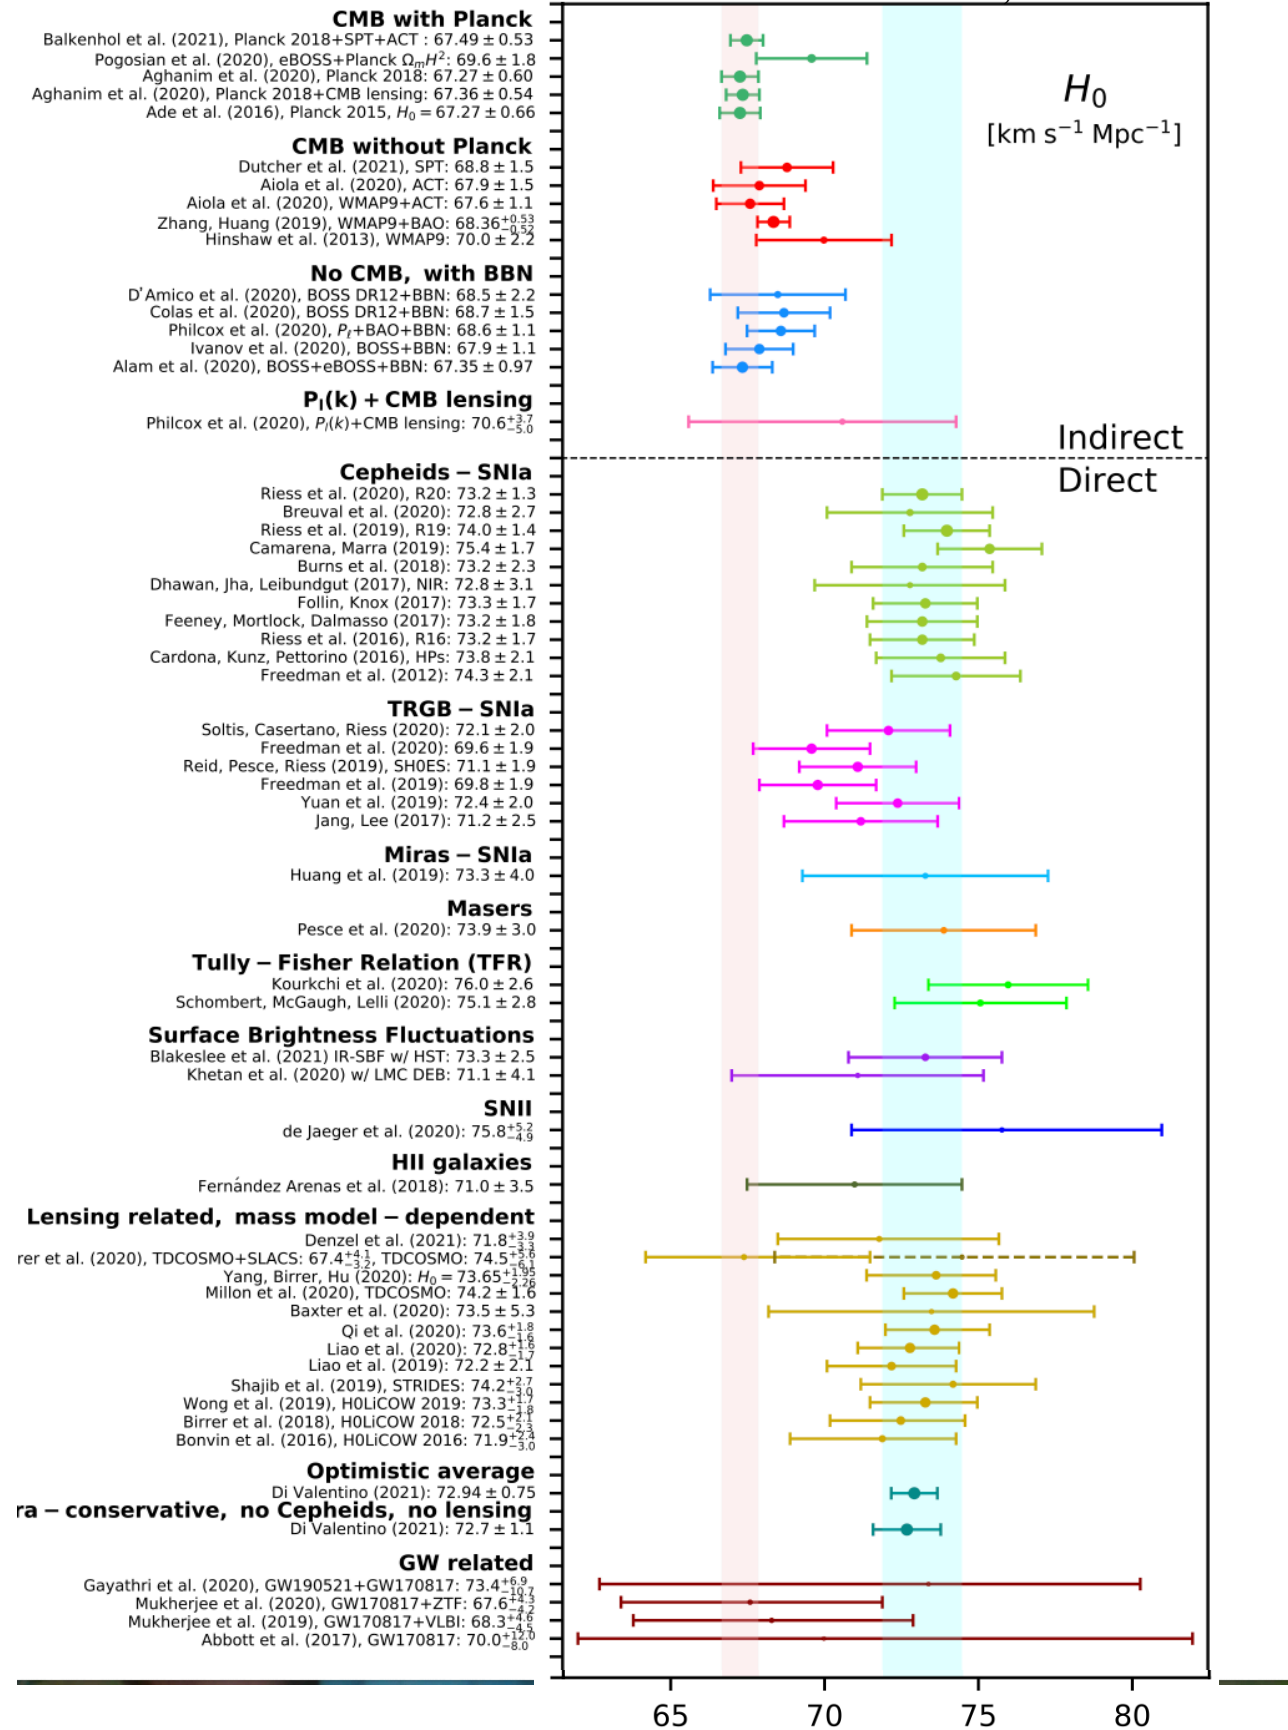 CMB with Planck
Balkenhol et al. (2021), Planck 2018+SPT+ACT : 67.49 ± 0.53
Pogosian et al. (2020), eBOSS+Planck Ω_mH²: 69.6 ± 1.8
Aghanim et al. (2020), Planck 2018: 67.27 ± 0.60
Aghanim et al. (2020), Planck 2018+CMB lensing: 67.36 ± 0.54
Ade et al. (2016), Planck 2015, H₀ = 67.27 ± 0.66
H₀
[km s⁻¹ Mpc⁻¹]
CMB without Planck
Dutcher et al. (2021), SPT: 68.8 ± 1.5
Aiola et al. (2020), ACT: 67.9 ± 1.5
Aiola et al. (2020), WMAP9+ACT: 67.6 ± 1.1
Zhang, Huang (2019), WMAP9+BAO: 68.36 +0.53 −0.52
Hinshaw et al. (2013), WMAP9: 70.0 ± 2.2
No CMB, with BBN
D'Amico et al. (2020), BOSS DR12+BBN: 68.5 ± 2.2
Colas et al. (2020), BOSS DR12+BBN: 68.7 ± 1.5
Philcox et al. (2020), P_ℓ+BAO+BBN: 68.6 ± 1.1
Ivanov et al. (2020), BOSS+BBN: 67.9 ± 1.1
Alam et al. (2020), BOSS+eBOSS+BBN: 67.35 ± 0.97
P_l(k) + CMB lensing
Philcox et al. (2020), P_l(k)+CMB lensing: 70.6 +3.7 −5.0
Indirect
Direct
Cepheids − SNIa
Riess et al. (2020), R20: 73.2 ± 1.3
Breuval et al. (2020): 72.8 ± 2.7
Riess et al. (2019), R19: 74.0 ± 1.4
Camarena, Marra (2019): 75.4 ± 1.7
Burns et al. (2018): 73.2 ± 2.3
Dhawan, Jha, Leibundgut (2017), NIR: 72.8 ± 3.1
Follin, Knox (2017): 73.3 ± 1.7
Feeney, Mortlock, Dalmasso (2017): 73.2 ± 1.8
Riess et al. (2016), R16: 73.2 ± 1.7
Cardona, Kunz, Pettorino (2016), HPs: 73.8 ± 2.1
Freedman et al. (2012): 74.3 ± 2.1
TRGB − SNIa
Soltis, Casertano, Riess (2020): 72.1 ± 2.0
Freedman et al. (2020): 69.6 ± 1.9
Reid, Pesce, Riess (2019), SH0ES: 71.1 ± 1.9
Freedman et al. (2019): 69.8 ± 1.9
Yuan et al. (2019): 72.4 ± 2.0
Jang, Lee (2017): 71.2 ± 2.5
Miras − SNIa
Huang et al. (2019): 73.3 ± 4.0
Masers
Pesce et al. (2020): 73.9 ± 3.0
Tully − Fisher Relation (TFR)
Kourkchi et al. (2020): 76.0 ± 2.6
Schombert, McGaugh, Lelli (2020): 75.1 ± 2.8
Surface Brightness Fluctuations
Blakeslee et al. (2021) IR-SBF w/ HST: 73.3 ± 2.5
Khetan et al. (2020) w/ LMC DEB: 71.1 ± 4.1
SNII
de Jaeger et al. (2020): 75.8 +5.2 −4.9
HII galaxies
Fernández Arenas et al. (2018): 71.0 ± 3.5
Lensing related, mass model − dependent
Denzel et al. (2021): 71.8 +3.9 −3.3
rer et al. (2020), TDCOSMO+SLACS: 67.4 +4.1 −3.2, TDCOSMO: 74.5 +5.6 −6.1
Yang, Birrer, Hu (2020): H₀ = 73.65 +1.95 −2.26
Millon et al. (2020), TDCOSMO: 74.2 ± 1.6
Baxter et al. (2020): 73.5 ± 5.3
Qi et al. (2020): 73.6 +1.8 −1.6
Liao et al. (2020): 72.8 +1.6 −1.7
Liao et al. (2019): 72.2 ± 2.1
Shajib et al. (2019), STRIDES: 74.2 +2.7 −3.0
Wong et al. (2019), H0LiCOW 2019: 73.3 +1.7 −1.8
Birrer et al. (2018), H0LiCOW 2018: 72.5 +2.1 −2.3
Bonvin et al. (2016), H0LiCOW 2016: 71.9 +2.4 −3.0
Optimistic average
Di Valentino (2021): 72.94 ± 0.75
ra − conservative, no Cepheids, no lensing
Di Valentino (2021): 72.7 ± 1.1
GW related
Gayathri et al. (2020), GW190521+GW170817: 73.4 +6.9 −10.7
Mukherjee et al. (2020), GW170817+ZTF: 67.6 +4.3 −4.2
Mukherjee et al. (2019), GW170817+VLBI: 68.3 +4.6 −4.5
Abbott et al. (2017), GW170817: 70.0 +12.0 −8.0
65 70 75 80